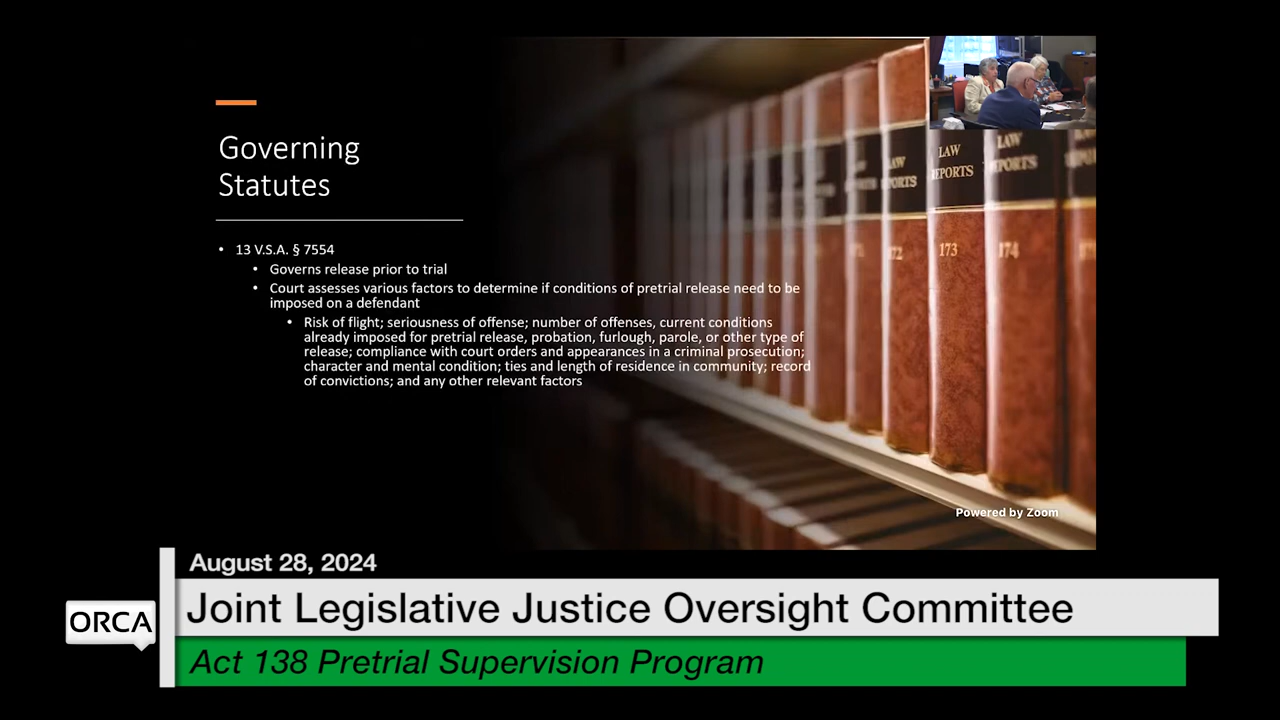 Governing
Statutes
• 13 V.S.A. § 7554
• Governs release prior to trial
• Court assesses various factors to determine if conditions of pretrial release need to be
imposed on a defendant
• Risk of flight; seriousness of offense; number of offenses, current conditions
already imposed for pretrial release, probation, furlough, parole, or other type of
release; compliance with court orders and appearances in a criminal prosecution;
character and mental condition; ties and length of residence in community; record
of convictions; and any other relevant factors
LAW
REPORTS
173
LAW
REPORTS
174
Powered by Zoom
August 28, 2024
ORCA
Joint Legislative Justice Oversight Committee
Act 138 Pretrial Supervision Program